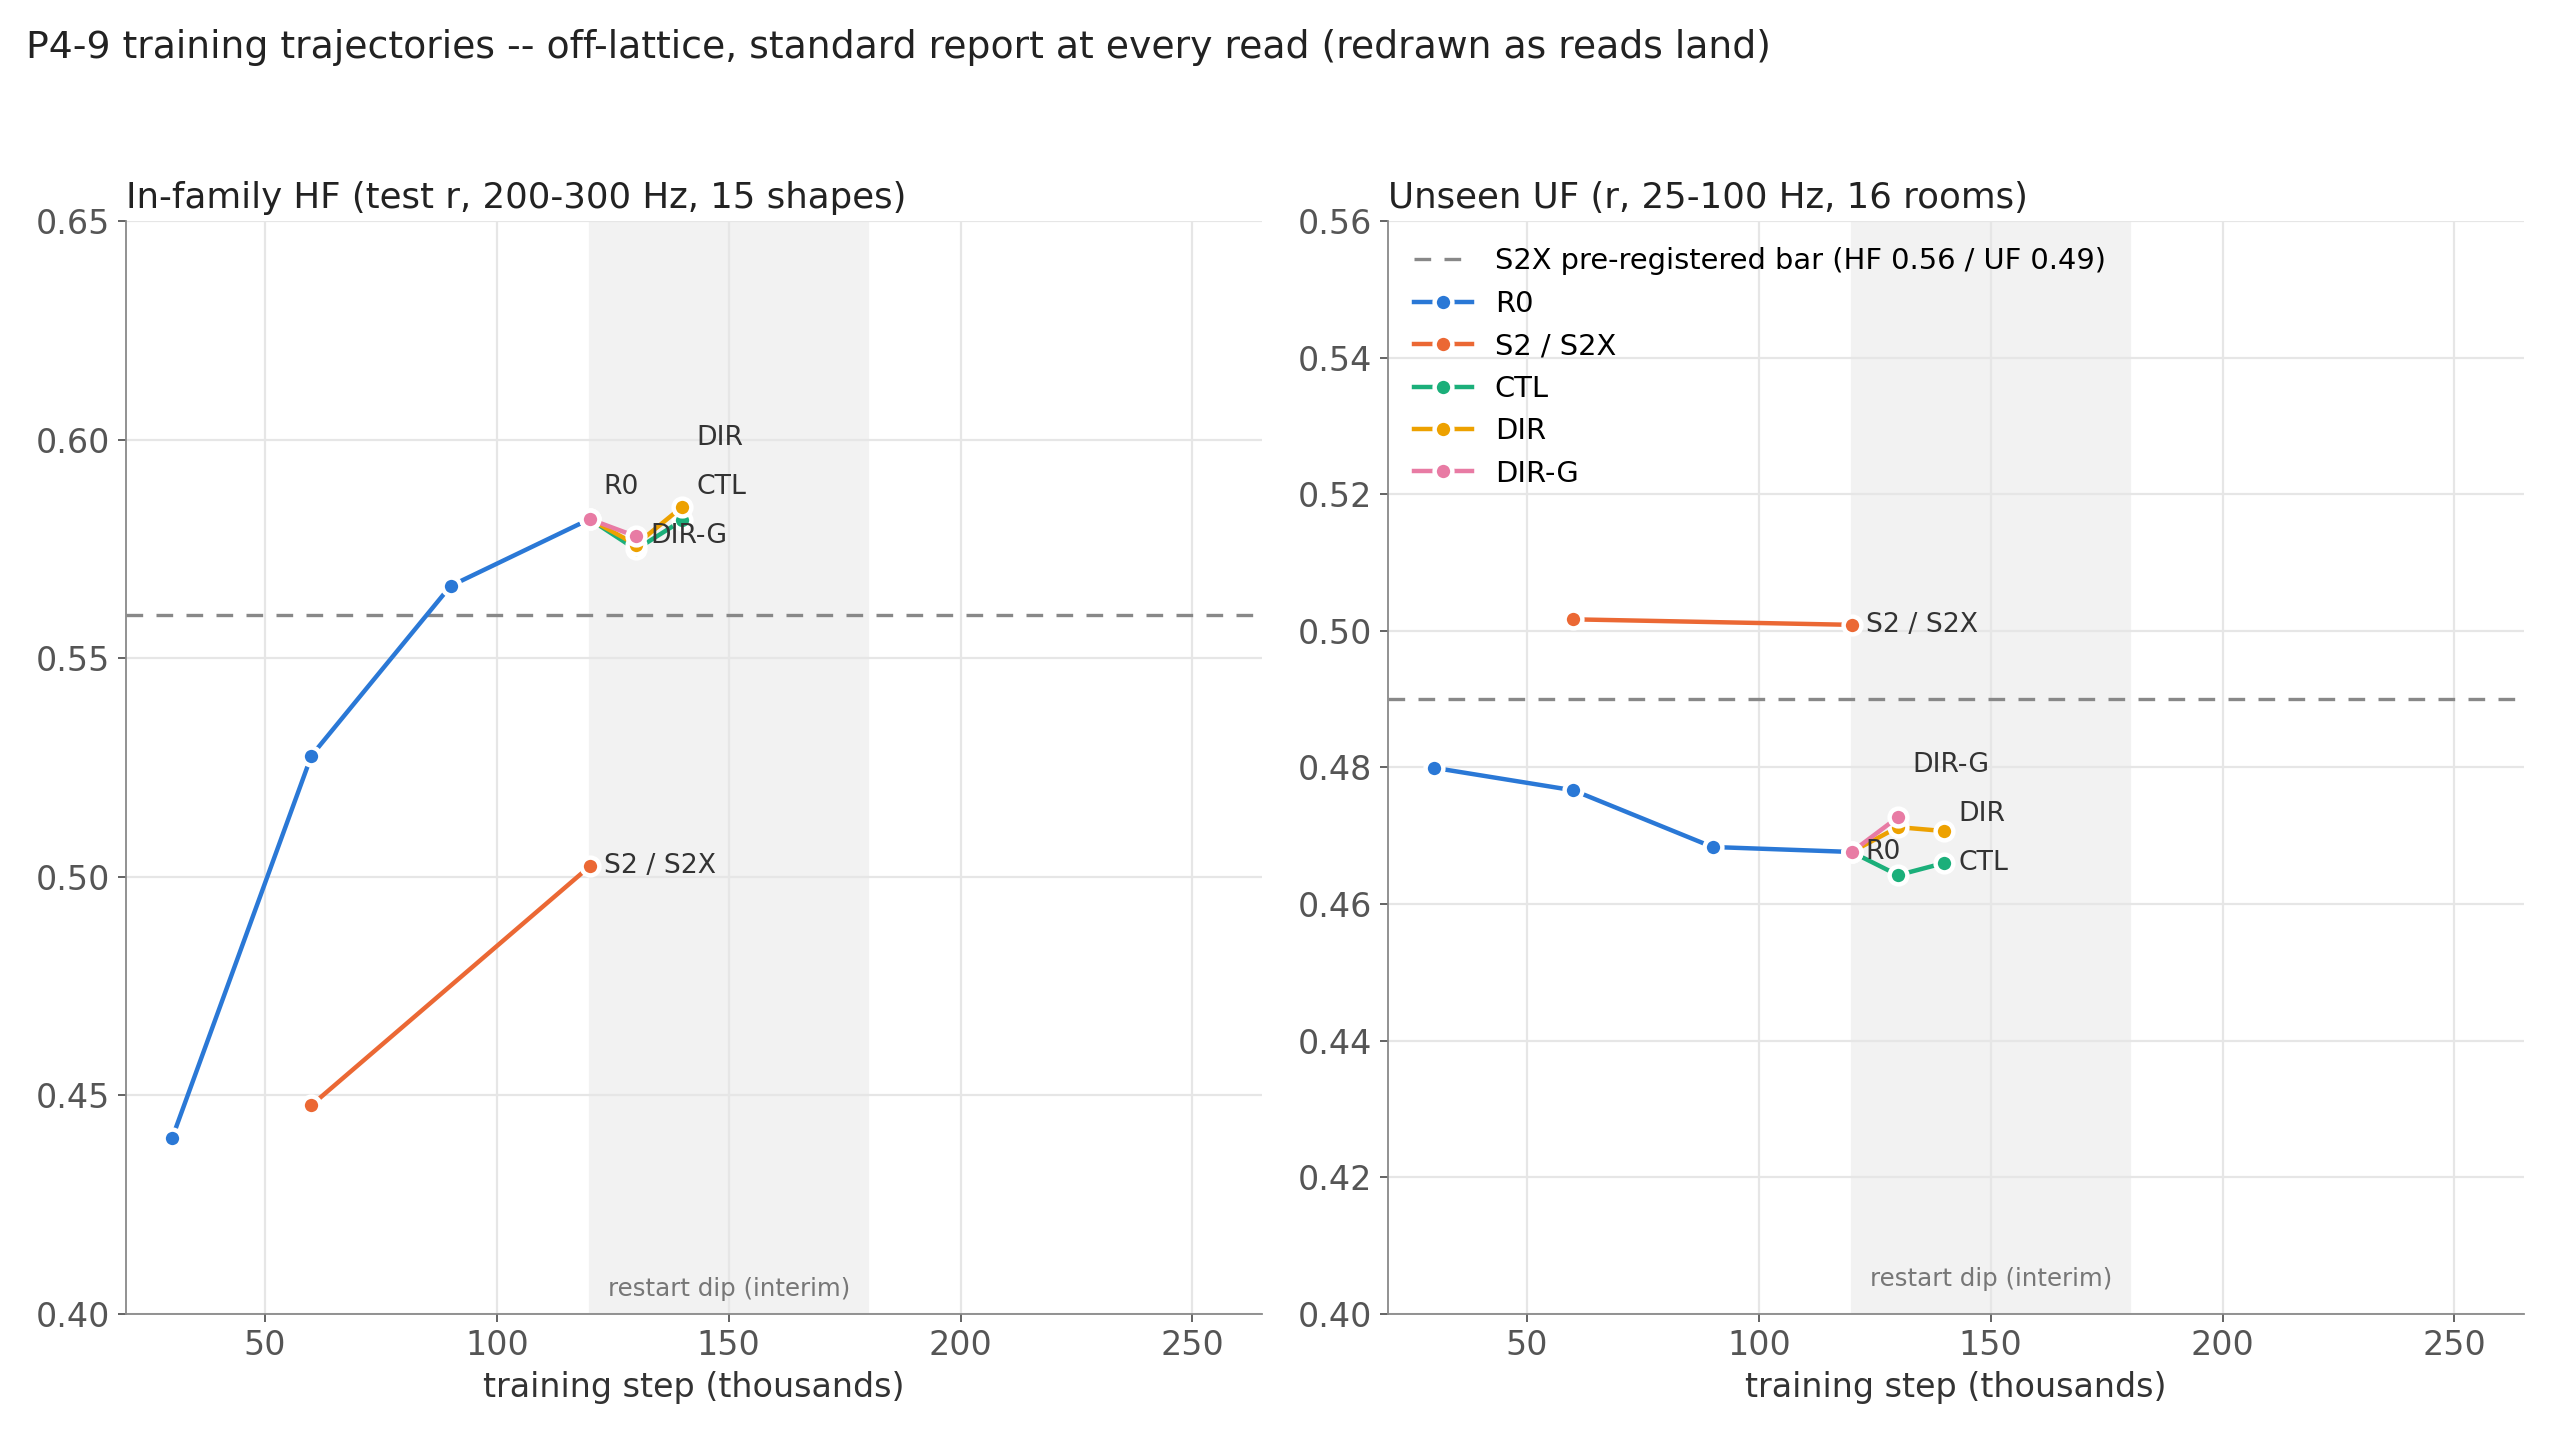 P4-9 training trajectories -- off-lattice, standard report at every read (redrawn as reads land)
In-family HF (test r, 200-300 Hz, 15 shapes)
0.65
0.60
0.55
0.50
0.45
0.40
DIR
R0
CTL
DIR-G
S2 / S2X
restart dip (interim)
50
100
150
200
250
training step (thousands)
Unseen UF (r, 25-100 Hz, 16 rooms)
0.56
0.54
0.52
0.50
0.48
0.46
0.44
0.42
0.40
S2X pre-registered bar (HF 0.56 / UF 0.49)
R0
S2 / S2X
CTL
DIR
DIR-G
S2 / S2X
DIR-G
DIR
R0
CTL
restart dip (interim)
50
100
150
200
250
training step (thousands)